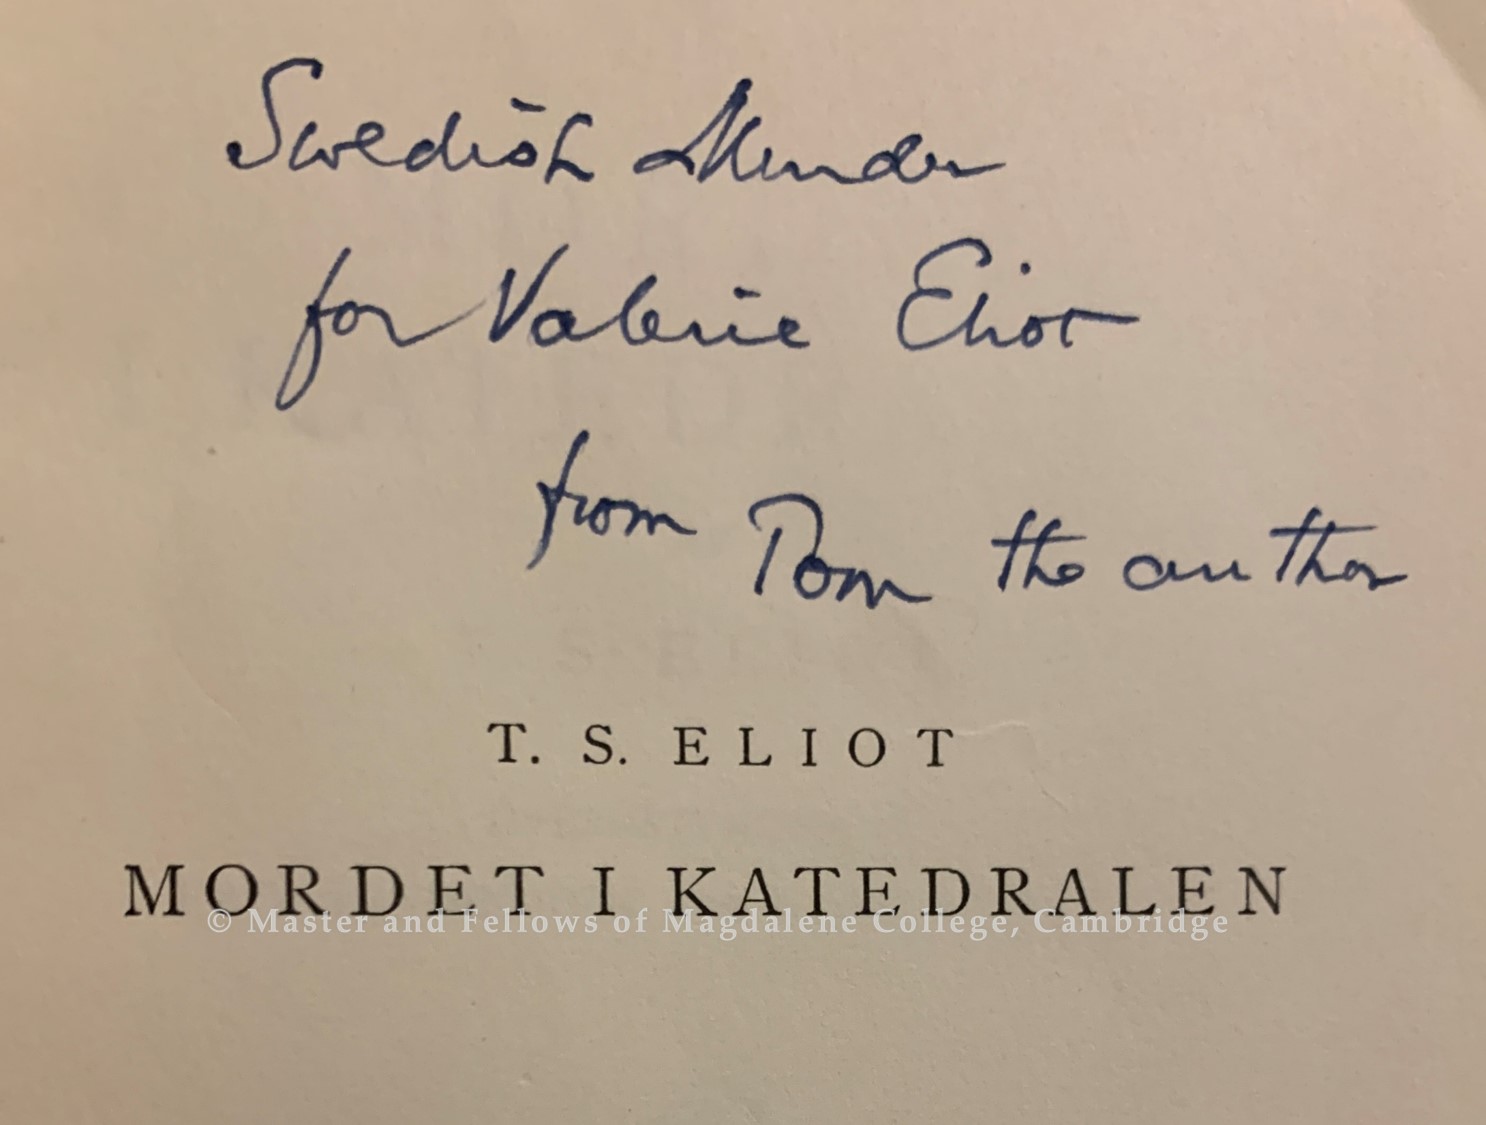 Swedish Murder
for Valerie Eliot
from Tom the author
T. S. ELIOT
MORDET I KATEDRALEN
© Master and Fellows of Magdalene College, Cambridge